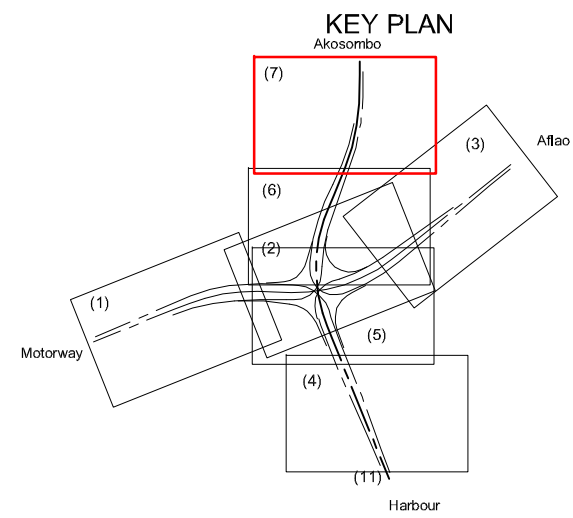 KEY PLAN
Akosombo
(7)
Aflao
(3)
(6)
(2)
(1)
(5)
Motorway
(4)
(11)
Harbour